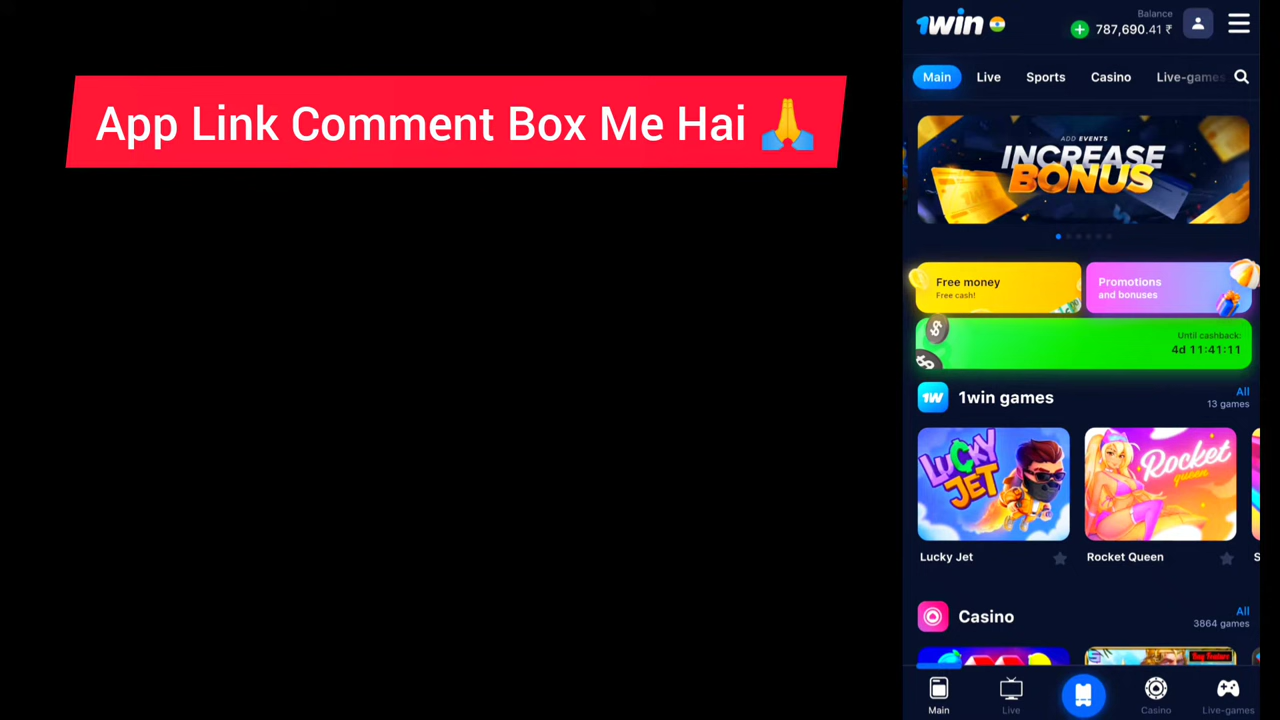 App Link Comment Box Me Hai 🙏
1win
Balance
787,690.41 ₹
Main Live Sports Casino Live-games
ADD EVENTS
INCREASE
BONUS
Free money
Free cash!
Promotions
and bonuses
Until cashback:
4d 11:41:11
1W 1win games
All
13 games
LUCKY
JET
Rocket
queen
Lucky Jet
Rocket Queen
S
Casino
All
3864 games
Main Live Casino Live-games